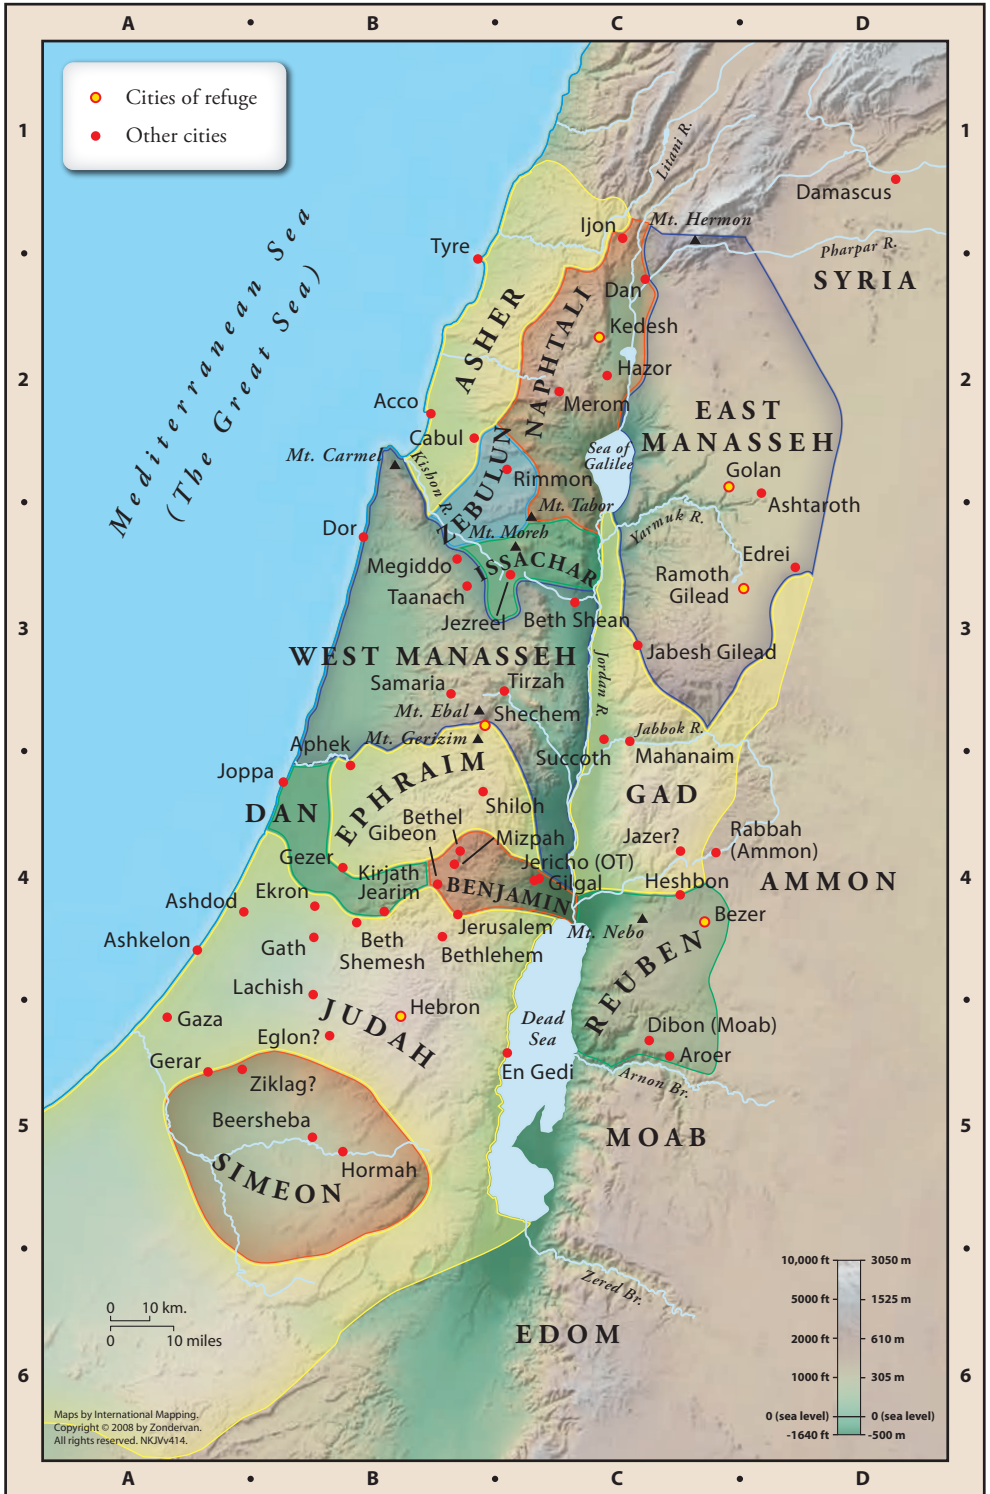 A
B
C
D
Cities of refuge
Other cities
1
1
Litani R.
Damascus
Mt. Hermon
Ijon
Tyre
Pharpar R.
SYRIA
Mediterranean Sea
(The Great Sea)
Dan
ASHER
NAPHTALI
Kedesh
Hazor
2
2
Merom
Acco
EAST
MANASSEH
Cabul
Mt. Carmel
Kishon R.
Sea of
Galilee
Golan
ZEBULUN
Rimmon
Ashtaroth
Mt. Tabor
Yarmuk R.
Dor
Mt. Moreh
Megiddo
ISSACHAR
Edrei
Ramoth
Gilead
Taanach
Jezreel
Beth Shean
3
3
WEST MANASSEH
Jordan R.
Jabesh Gilead
Samaria
Tirzah
Mt. Ebal
Shechem
Mt. Gerizim
Jabbok R.
Aphek
Succoth
Mahanaim
Joppa
EPHRAIM
GAD
DAN
Shiloh
Bethel
Gibeon
Mizpah
Jazer?
Rabbah
(Ammon)
Gezer
Kirjath
Jearim
Jericho (OT)
Gilgal
4
4
BENJAMIN
Heshbon
AMMON
Ekron
Ashdod
Bezer
Jerusalem
Mt. Nebo
Ashkelon
Gath
Beth
Shemesh
Bethlehem
REUBEN
Lachish
JUDAH
Hebron
Gaza
Dead
Sea
Dibon (Moab)
Eglon?
Aroer
Gerar
Ziklag?
En Gedi
Arnon Br.
Beersheba
5
5
MOAB
SIMEON
Hormah
10,000 ft
3050 m
Zered Br.
5000 ft
1525 m
0 10 km.
0 10 miles
2000 ft
610 m
EDOM
6
6
1000 ft
305 m
0 (sea level)
0 (sea level)
-1640 ft
-500 m
Maps by International Mapping.
Copyright © 2008 by Zondervan.
All rights reserved. NKJVv414.
A
B
C
D